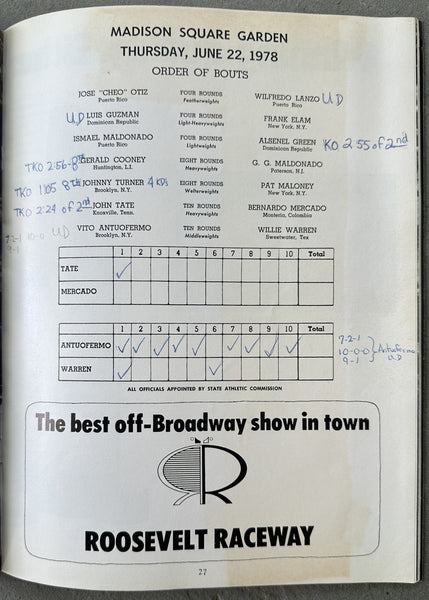 MADISON SQUARE GARDEN
THURSDAY, JUNE 22, 1978
ORDER OF BOUTS
JOSE "CHEO" OTIZ FOUR ROUNDS WILFREDO LANZO UD
Puerto Rico Featherweights Puerto Rico
UD LUIS GUZMAN FOUR ROUNDS FRANK ELAM
Dominican Republic Light-Heavyweights New York, N.Y.
ISMAEL MALDONADO FOUR ROUNDS ALSENEL GREEN KO 2:55 of 2nd
Puerto Rico Lightweights Dominican Republic
TKO 2:56-8th GERALD COONEY EIGHT ROUNDS G. G. MALDONADO
Huntington, L.I. Heavyweights Paterson, N.J.
TKO 1:05 8th JOHNNY TURNER 4 KDs EIGHT ROUNDS PAT MALONEY
Brooklyn, N.Y. Welterweights New York, N.Y.
TKO 2:24 of 2nd JOHN TATE TEN ROUNDS BERNARDO MERCADO
Knoxville, Tenn. Heavyweights Monteria, Colombia
7-2-1 10-0 UD VITO ANTUOFERMO TEN ROUNDS WILLIE WARREN
9-1 Brooklyn, N.Y. Middleweights Sweetwater, Tex
1 2 3 4 5 6 7 8 9 10 Total
TATE ✓
MERCADO
1 2 3 4 5 6 7 8 9 10 Total
ANTUOFERMO ✓ ✓ ✓ ✓ ✓ ✓ ✓ ✓ ✓
WARREN ✓ ✓
7-2-1
10-0-0 } Antuofermo
9-1 UD
ALL OFFICIALS APPOINTED BY STATE ATHLETIC COMMISSION
The best off-Broadway show in town
R
ROOSEVELT RACEWAY
27